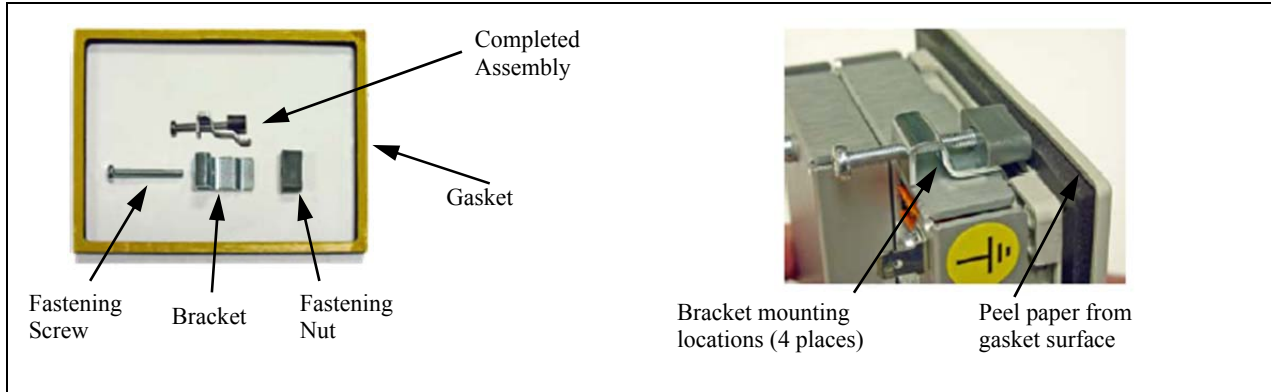 Completed
Assembly
Gasket
Fastening
Screw
Bracket
Fastening
Nut
Bracket mounting
locations (4 places)
Peel paper from
gasket surface